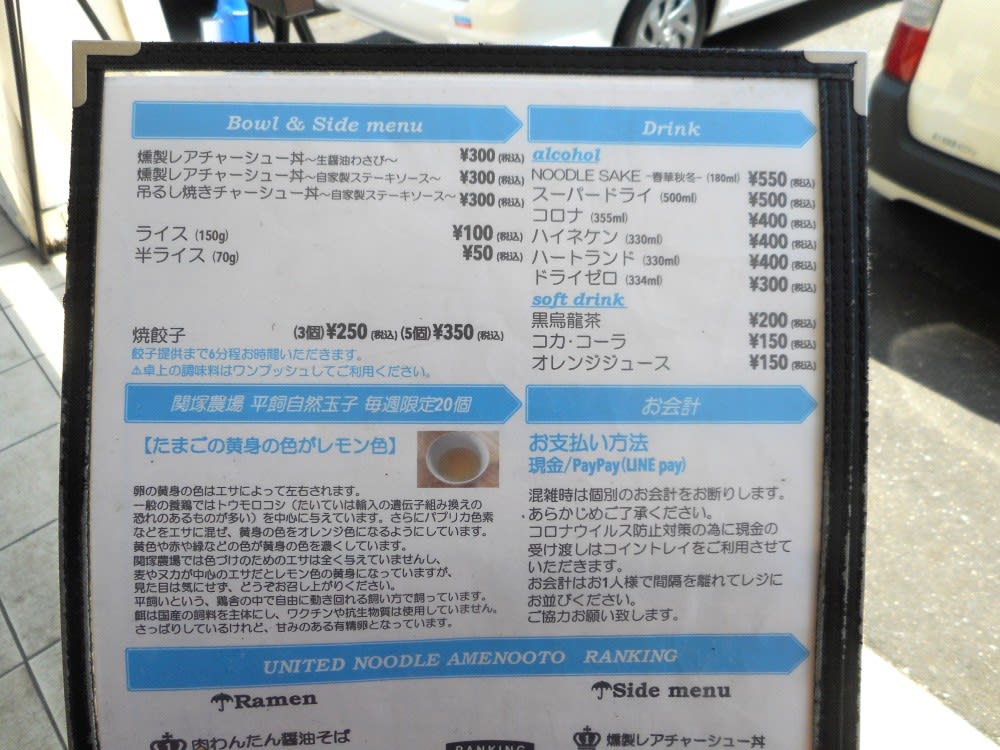 Bowl & Side menu
燻製レアチャーシュー丼～生醤油わさび～ ¥300 (税込)
燻製レアチャーシュー丼～自家製ステーキソース～ ¥300 (税込)
吊るし焼きチャーシュー丼～自家製ステーキソース～ ¥300 (税込)
ライス (150g) ¥100 (税込)
半ライス (70g) ¥50 (税込)
焼餃子 (3個)¥250 (税込) (5個)¥350 (税込)
餃子提供まで6分程お時間いただきます。
⚠卓上の調味料はワンプッシュしてご利用ください。
Drink
alcohol
NOODLE SAKE -春華秋冬- (180ml) ¥550 (税込)
スーパードライ (500ml) ¥500 (税込)
コロナ (355ml) ¥400 (税込)
ハイネケン (330ml) ¥400 (税込)
ハートランド (330ml) ¥400 (税込)
ドライゼロ (334ml) ¥300 (税込)
soft drink
黒烏龍茶 ¥200 (税込)
コカ・コーラ ¥150 (税込)
オレンジジュース ¥150 (税込)
関塚農場 平飼自然玉子 毎週限定20個
【たまごの黄身の色がレモン色】
卵の黄身の色はエサによって左右されます。
一般の養鶏ではトウモロコシ（たいていは輸入の遺伝子組み換えの
恐れのあるものが多い）を中心に与えています。さらにパプリカ色素
などをエサに混ぜ、黄身の色をオレンジ色になるようにしています。
黄色や赤や緑などの色が黄身の色を濃くしています。
関塚農場では色づけのためのエサは全く与えていませんし、
麦やヌカが中心のエサだとレモン色の黄身になっていますが、
見た目は気にせず、どうぞお召し上がりください。
平飼いという、鶏舎の中で自由に動き回れる飼い方で飼っています。
餌は国産の飼料を主体にし、ワクチンや抗生物質は使用していません。
さっぱりしているけれど、甘みのある有精卵となっています。
お会計
お支払い方法
現金/PayPay(LINE pay)
混雑時は個別のお会計をお断りします。
あらかじめご了承ください。
コロナウイルス防止対策の為に現金の
受け渡しはコイントレイをご利用させて
いただきます。
お会計はお1人様で間隔を離れてレジに
お並びください。
ご協力お願い致します。
UNITED NOODLE AMENOOTO RANKING
Ramen
肉わんたん醤油そば
RANKING
Side menu
燻製レアチャーシュー丼